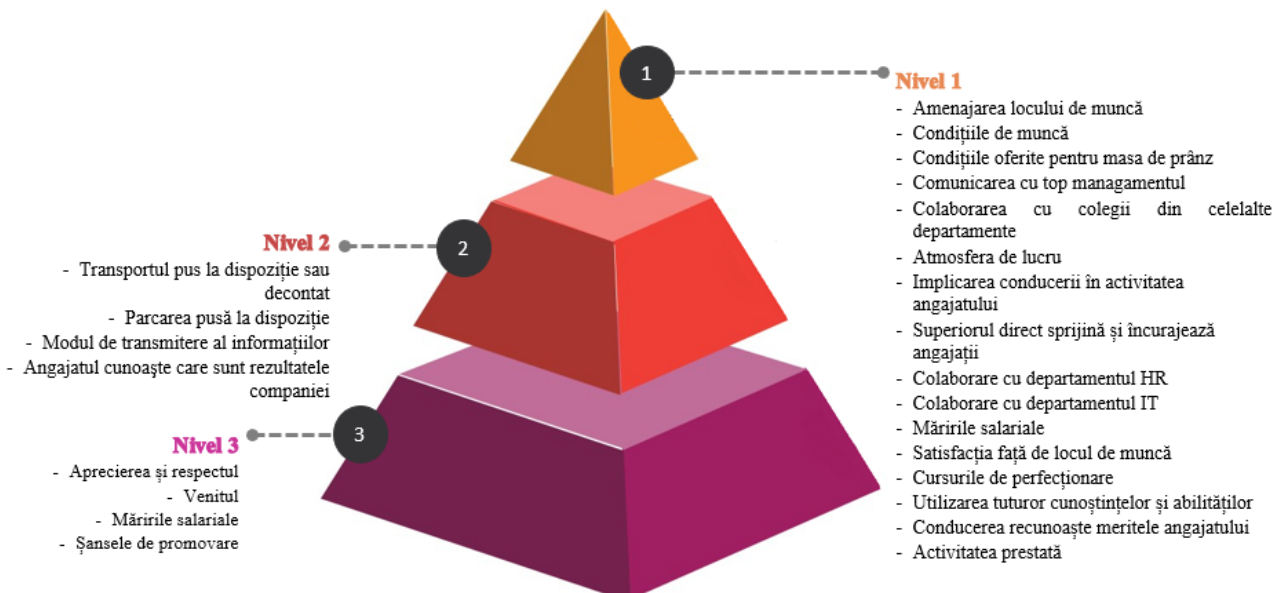 1
Nivel 1
- Amenajarea locului de muncă
- Condițiile de muncă
- Condițiile oferite pentru masa de prânz
- Comunicarea cu top managamentul
- Colaborarea cu colegii din celelalte
departamente
- Atmosfera de lucru
- Implicarea conducerii în activitatea
angajatului
- Superiorul direct sprijină și încurajează
angajații
- Colaborare cu departamentul HR
- Colaborare cu departamentul IT
- Măririle salariale
- Satisfacția față de locul de muncă
- Cursurile de perfecționare
- Utilizarea tuturor cunoștințelor și abilităților
- Conducerea recunoaște meritele angajatului
- Activitatea prestată
2
Nivel 2
- Transportul pus la dispoziție sau
decontat
- Parcarea pusă la dispoziție
- Modul de transmitere al informațiilor
- Angajatul cunoaşte care sunt rezultatele
companiei
3
Nivel 3
- Aprecierea și respectul
- Venitul
- Măririle salariale
- Șansele de promovare